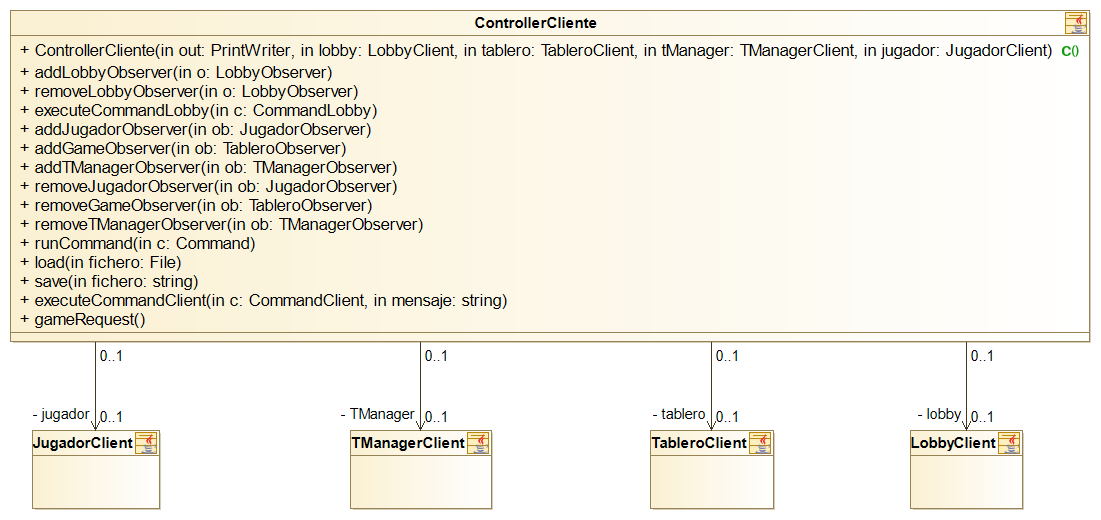 ControllerCliente
+ ControllerCliente(in out: PrintWriter, in lobby: LobbyClient, in tablero: TableroClient, in tManager: TManagerClient, in jugador: JugadorClient) C()
+ addLobbyObserver(in o: LobbyObserver)
+ removeLobbyObserver(in o: LobbyObserver)
+ executeCommandLobby(in c: CommandLobby)
+ addJugadorObserver(in ob: JugadorObserver)
+ addGameObserver(in ob: TableroObserver)
+ addTManagerObserver(in ob: TManagerObserver)
+ removeJugadorObserver(in ob: JugadorObserver)
+ removeGameObserver(in ob: TableroObserver)
+ removeTManagerObserver(in ob: TManagerObserver)
+ runCommand(in c: Command)
+ load(in fichero: File)
+ save(in fichero: string)
+ executeCommandClient(in c: CommandClient, in mensaje: string)
+ gameRequest()
0..1 0..1 0..1 0..1
- jugador 0..1 - TManager 0..1 - tablero 0..1 - lobby 0..1
JugadorClient TManagerClient TableroClient LobbyClient